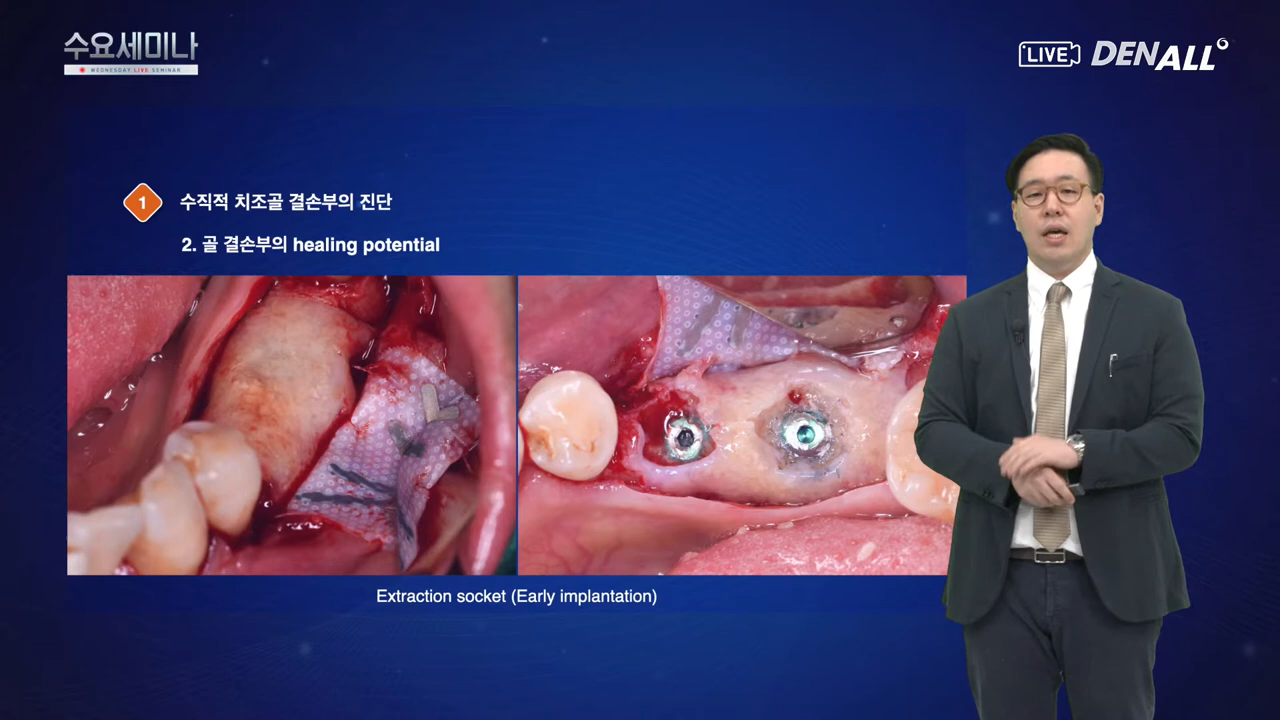 수요세미나
WEDNESDAY LIVE SEMINAR
LIVE
DENALL
1
수직적 치조골 결손부의 진단
2. 골 결손부의 healing potential
Extraction socket (Early implantation)